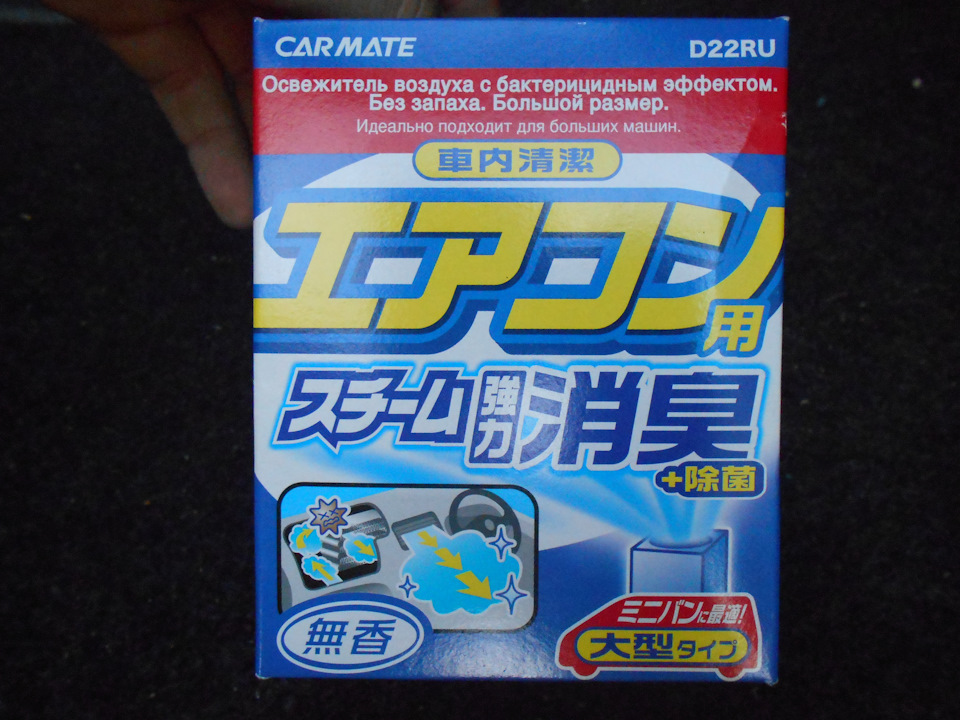 CARMATE D22RU
Освежитель воздуха с бактерицидным эффектом.
Без запаха. Большой размер.
Идеально подходит для больших машин.
車内清潔
エアコン用
スチーム強力消臭
+除菌
無香
ミニバンに最適!
大型タイプ